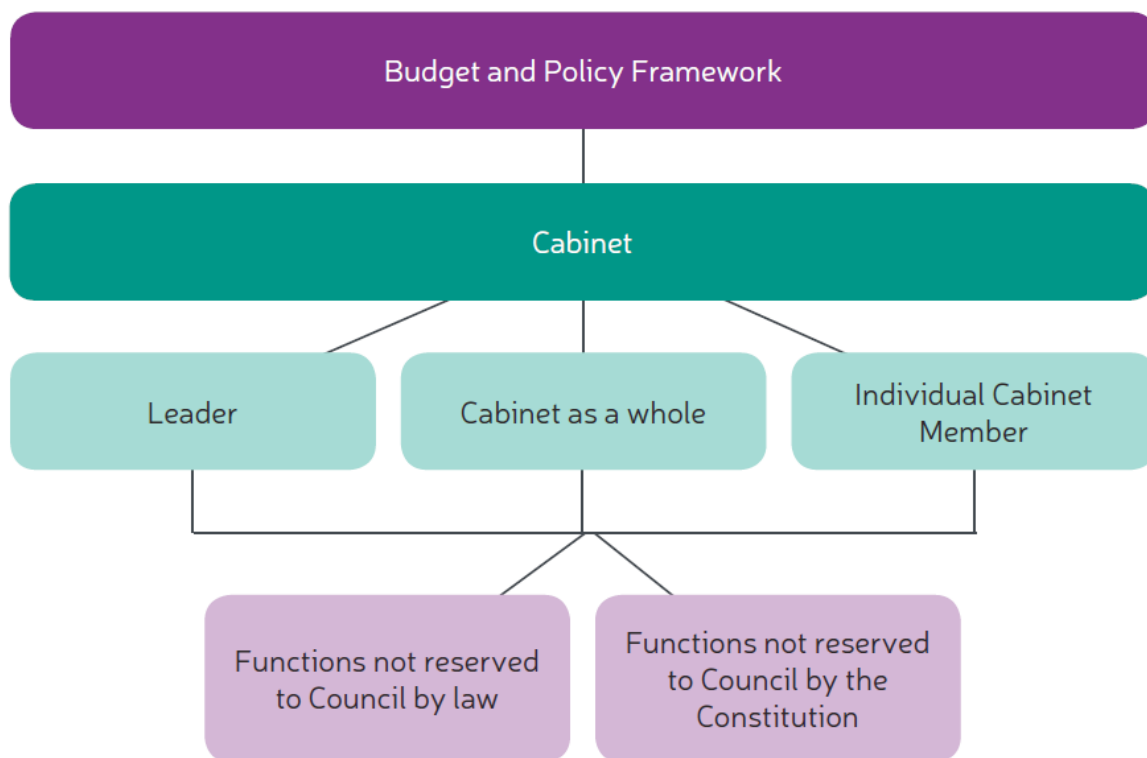 Budget and Policy Framework
Cabinet
Leader
Cabinet as a whole
Individual Cabinet
Member
Functions not reserved
to Council by law
Functions not reserved
to Council by the
Constitution